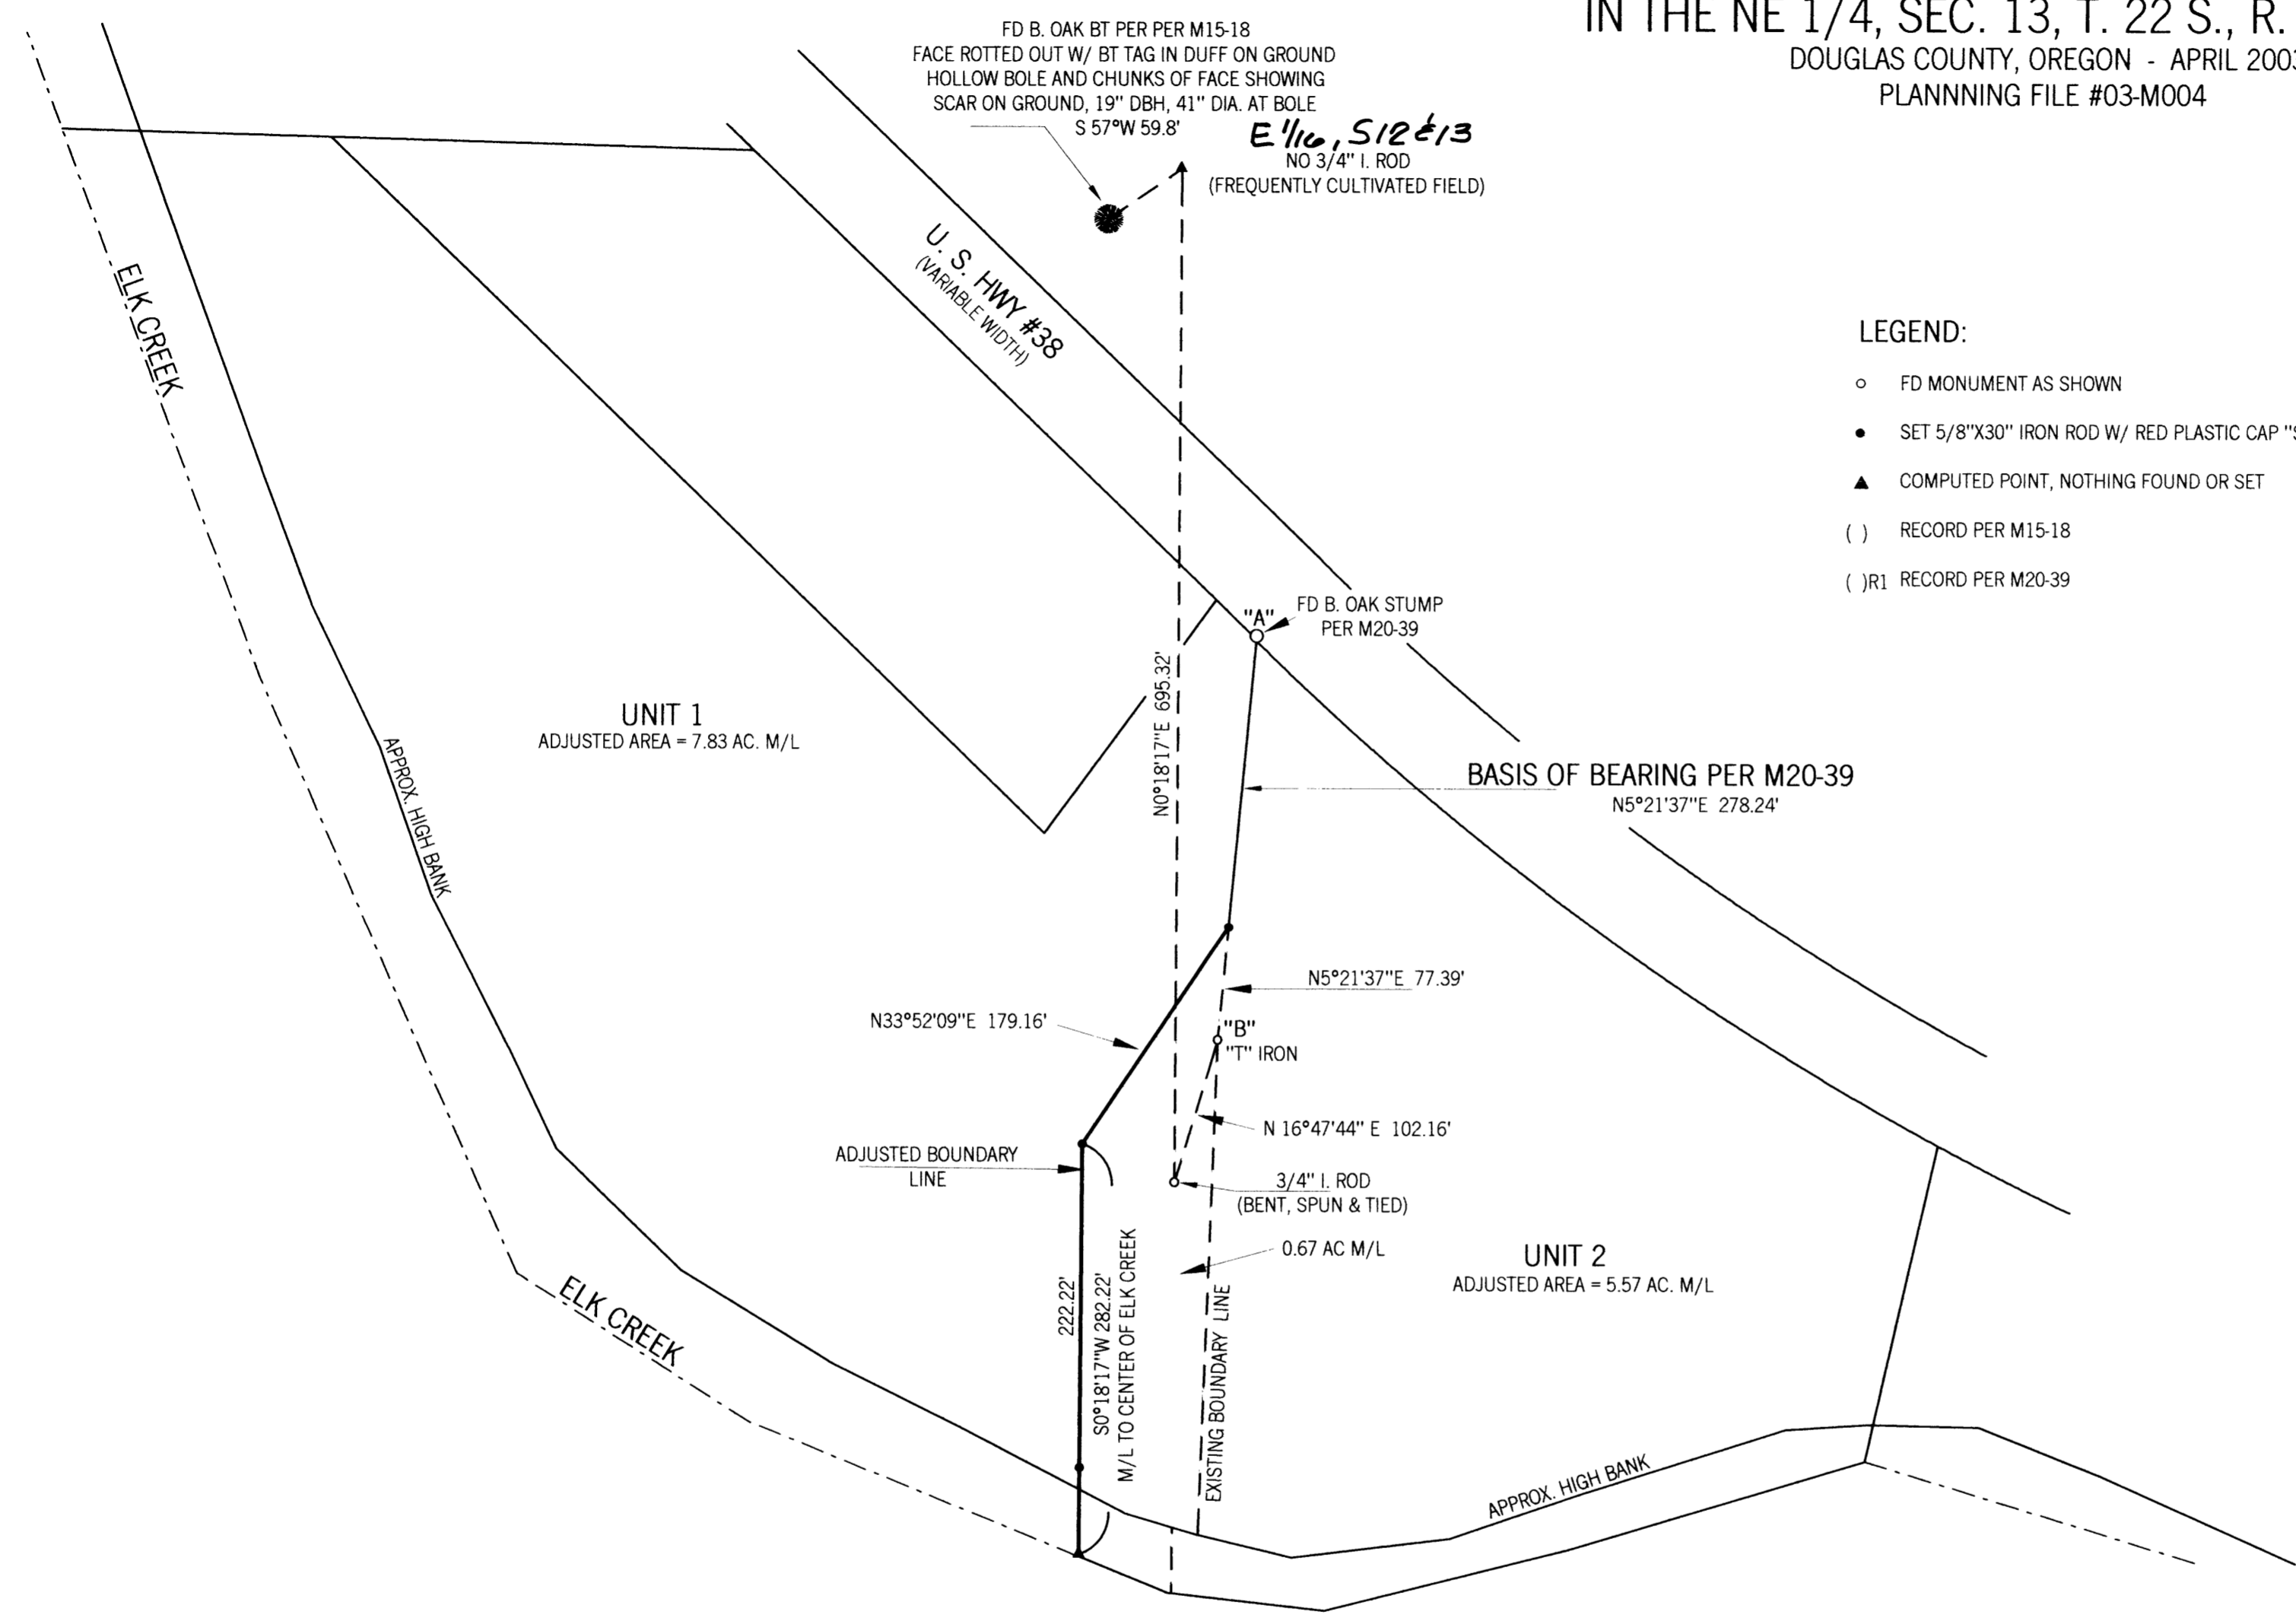 IN THE NE 1/4, SEC. 13, T. 22 S., R.
DOUGLAS COUNTY, OREGON - APRIL 2003
PLANNNING FILE #03-M004
FD B. OAK BT PER PER M15-18
FACE ROTTED OUT W/ BT TAG IN DUFF ON GROUND
HOLLOW BOLE AND CHUNKS OF FACE SHOWING
SCAR ON GROUND, 19" DBH, 41" DIA. AT BOLE
S 57°W 59.8'
E 1/16, S12 & 13
NO 3/4" I. ROD
(FREQUENTLY CULTIVATED FIELD)
U. S. HWY #38
(VARIABLE WIDTH)
ELK CREEK
LEGEND:
FD MONUMENT AS SHOWN
SET 5/8"X30" IRON ROD W/ RED PLASTIC CAP
COMPUTED POINT, NOTHING FOUND OR SET
( ) RECORD PER M15-18
( )R1 RECORD PER M20-39
"A"
FD B. OAK STUMP
PER M20-39
N0°18'17"E 695.32'
UNIT 1
ADJUSTED AREA = 7.83 AC. M/L
APPROX. HIGH BANK
BASIS OF BEARING PER M20-39
N5°21'37"E 278.24'
N5°21'37"E 77.39'
N33°52'09"E 179.16'
"B"
"T" IRON
N 16°47'44" E 102.16'
ADJUSTED BOUNDARY
LINE
3/4" I. ROD
(BENT, SPUN & TIED)
0.67 AC M/L
UNIT 2
ADJUSTED AREA = 5.57 AC. M/L
222.22'
S0°18'17"W 282.22'
M/L TO CENTER OF ELK CREEK
EXISTING BOUNDARY LINE
ELK CREEK
APPROX. HIGH BANK